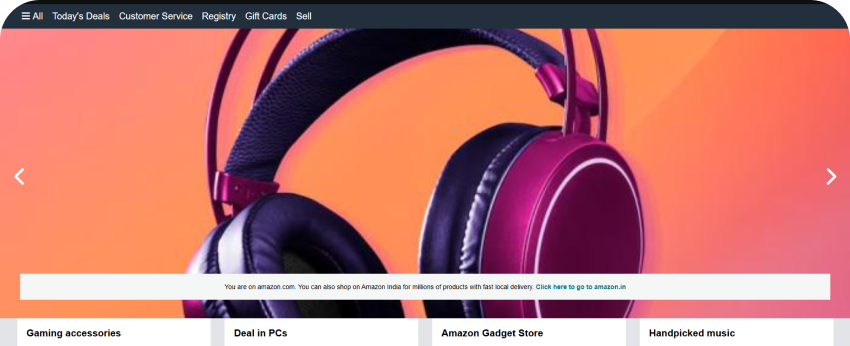 All Today's Deals Customer Service Registry Gift Cards Sell
You are on amazon.com. You can also shop on Amazon India for millions of products with fast local delivery. Click here to go to amazon.in
Gaming accessories Deal in PCs Amazon Gadget Store Handpicked music